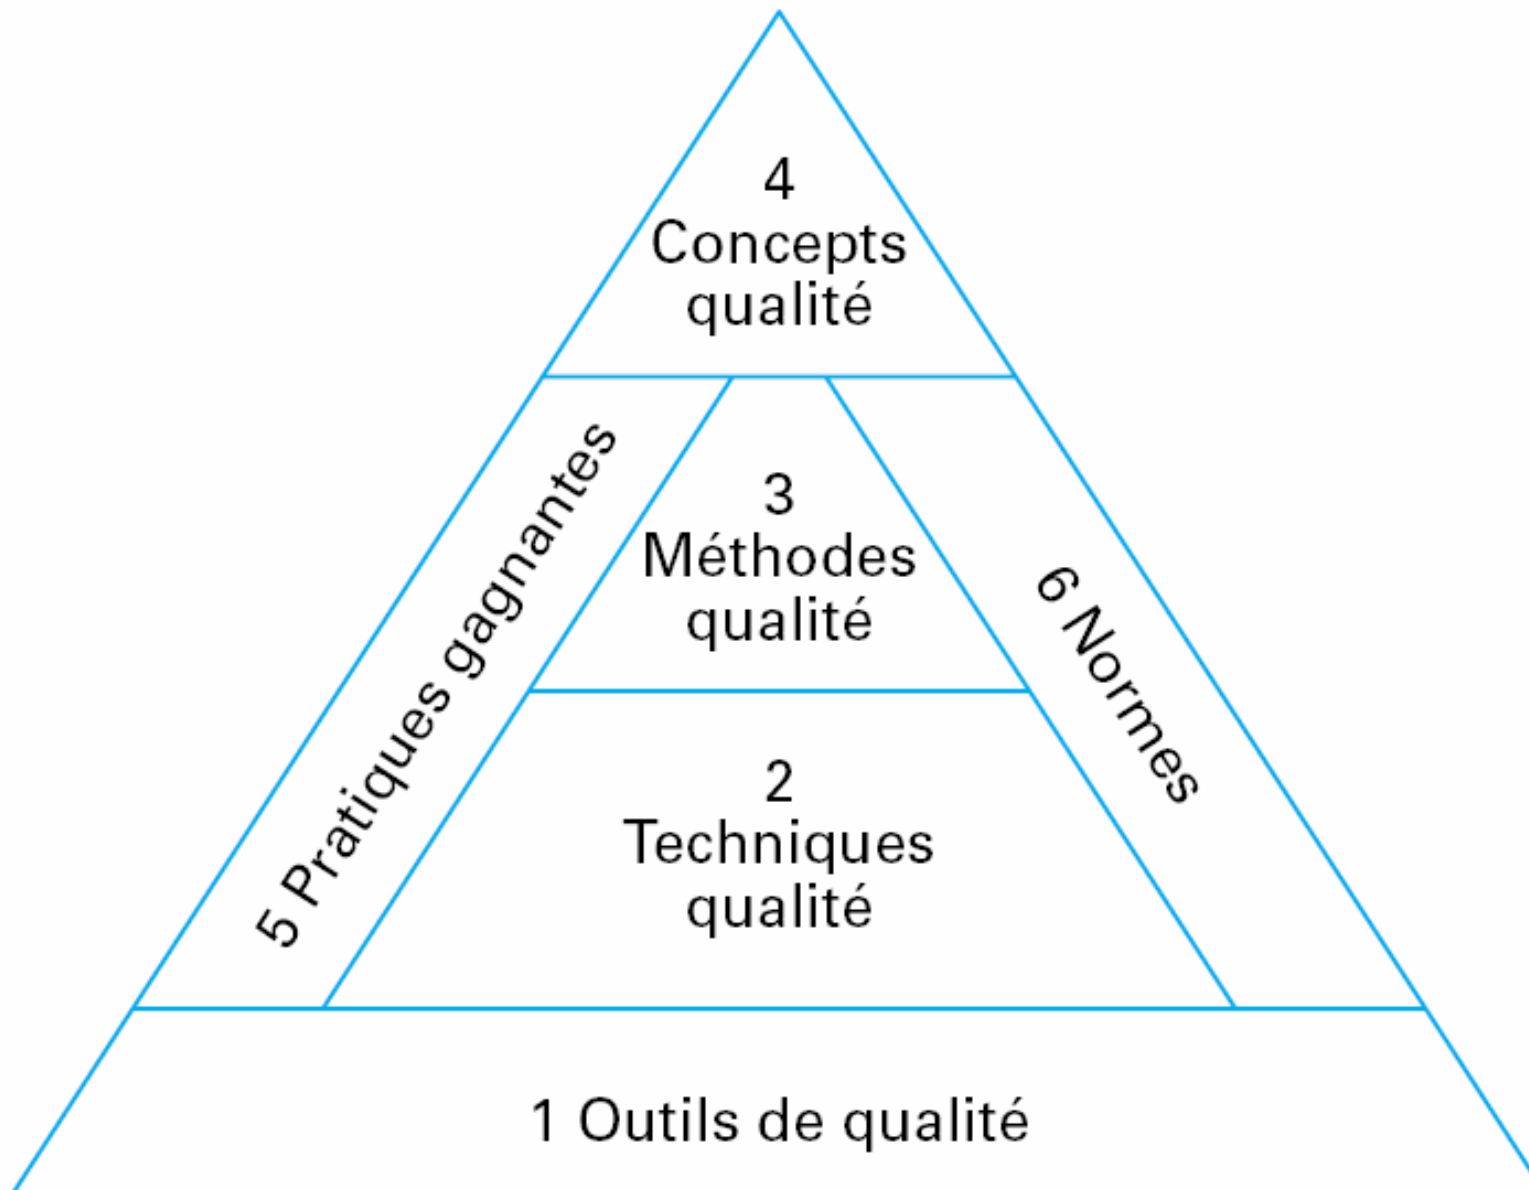 4
Concepts
qualité
5 Pratiques gagnantes
3
Méthodes
qualité
6 Normes
2
Techniques
qualité
1 Outils de qualité